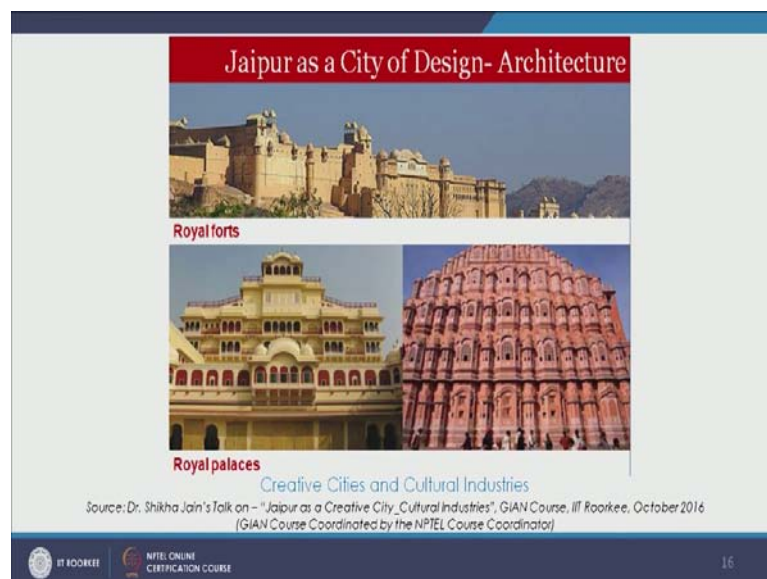 Jaipur as a City of Design- Architecture
Royal forts
Royal palaces
Creative Cities and Cultural Industries
Source: Dr. Shikha Jain's Talk on – "Jaipur as a Creative City_Cultural Industries", GIAN Course, IIT Roorkee, October 2016
(GIAN Course Coordinated by the NPTEL Course Coordinator)
IIT ROORKEE
NPTEL ONLINE
CERTIFICATION COURSE
16